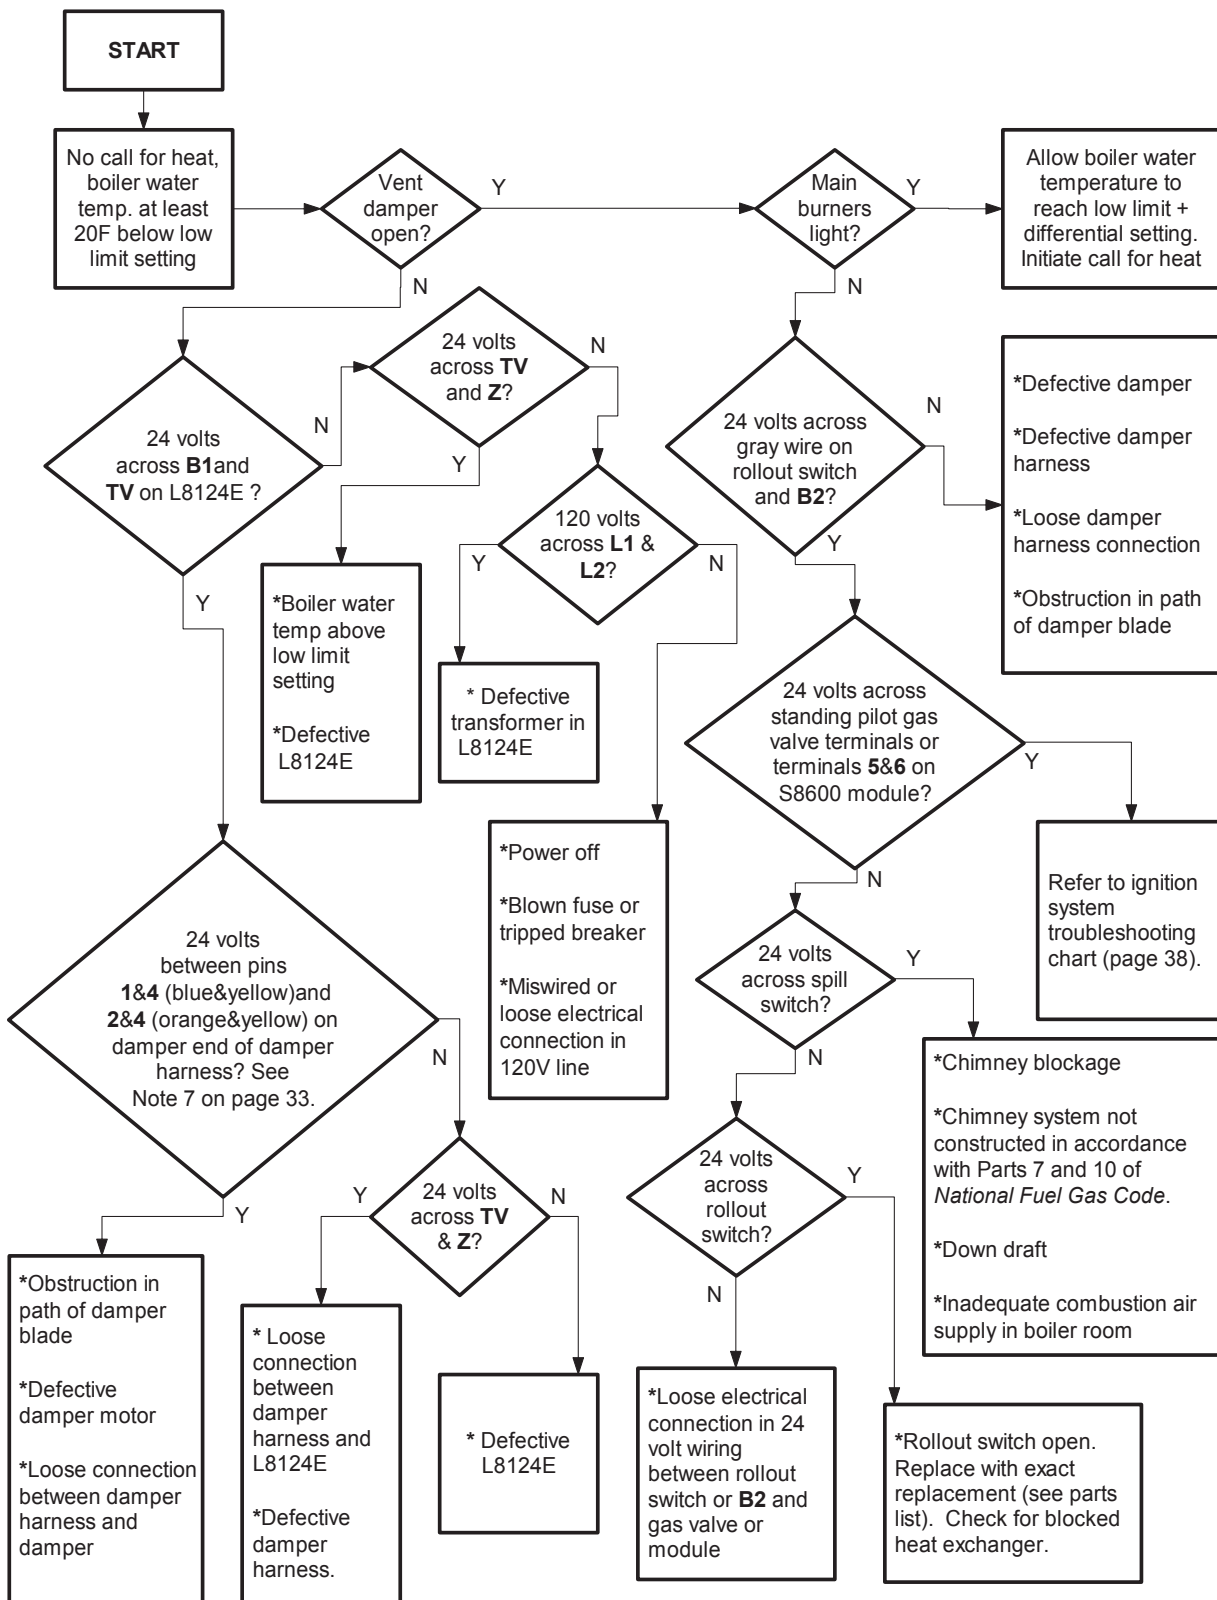 START
No call for heat,
boiler water
temp. at least
20F below low
limit setting
Vent
damper
open?
Y
N
Main
burners
light?
Y
N
Allow boiler water
temperature to
reach low limit +
differential setting.
Initiate call for heat
24 volts
across B1and
TV on L8124E ?
N
Y
24 volts
across TV
and Z?
N
Y
120 volts
across L1 &
L2?
Y
N
24 volts across
gray wire on
rollout switch
and B2?
N
Y
*Defective damper
*Defective damper
harness
*Loose damper
harness connection
*Obstruction in path
of damper blade
*Boiler water
temp above
low limit
setting
*Defective
L8124E
* Defective
transformer in
L8124E
24 volts across
standing pilot gas
valve terminals or
terminals 5&6 on
S8600 module?
Y
N
*Power off
*Blown fuse or
tripped breaker
*Miswired or
loose electrical
connection in
120V line
Refer to ignition
system
troubleshooting
chart (page 38).
24 volts
between pins
1&4 (blue&yellow)and
2&4 (orange&yellow) on
damper end of damper
harness? See
Note 7 on page 33.
N
Y
24 volts
across spill
switch?
Y
N
*Chimney blockage
*Chimney system not
constructed in accordance
with Parts 7 and 10 of
National Fuel Gas Code.
*Down draft
*Inadequate combustion air
supply in boiler room
24 volts
across TV
& Z?
Y
N
24 volts
across
rollout
switch?
Y
N
*Obstruction in
path of damper
blade
*Defective
damper motor
*Loose connection
between damper
harness and
damper
* Loose
connection
between
damper
harness and
L8124E
*Defective
damper
harness.
* Defective
L8124E
*Loose electrical
connection in 24
volt wiring
between rollout
switch or B2 and
gas valve or
module
*Rollout switch open.
Replace with exact
replacement (see parts
list).  Check for blocked
heat exchanger.